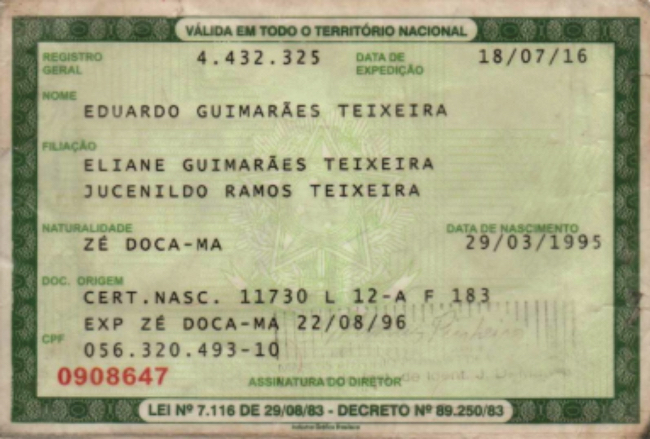 VÁLIDA EM TODO O TERRITÓRIO NACIONAL
REGISTRO GERAL 4.432.325 DATA DE EXPEDIÇÃO 18/07/16
NOME
EDUARDO GUIMARÃES TEIXEIRA
FILIAÇÃO
ELIANE GUIMARÃES TEIXEIRA
JUCENILDO RAMOS TEIXEIRA
NATURALIDADE DATA DE NASCIMENTO
ZÉ DOCA-MA 29/03/1995
DOC. ORIGEM
CERT.NASC. 11730 L 12-A F 183
EXP ZÉ DOCA-MA 22/08/96
CPF 056.320.493-10
0908647 ASSINATURA DO DIRETOR
LEI Nº 7.116 DE 29/08/83 - DECRETO Nº 89.250/83